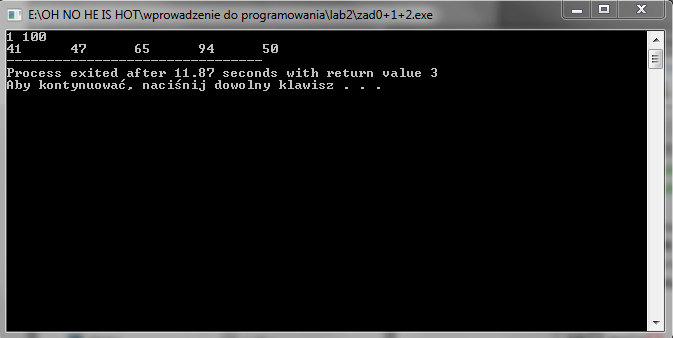 E:\OH NO HE IS HOT\wprowadzenie do programowania\lab2\zad0+1+2.exe
1 100
41 47 65 94 50
--------------------------------
Process exited after 11.87 seconds with return value 3
Aby kontynuować, naciśnij dowolny klawisz . . .